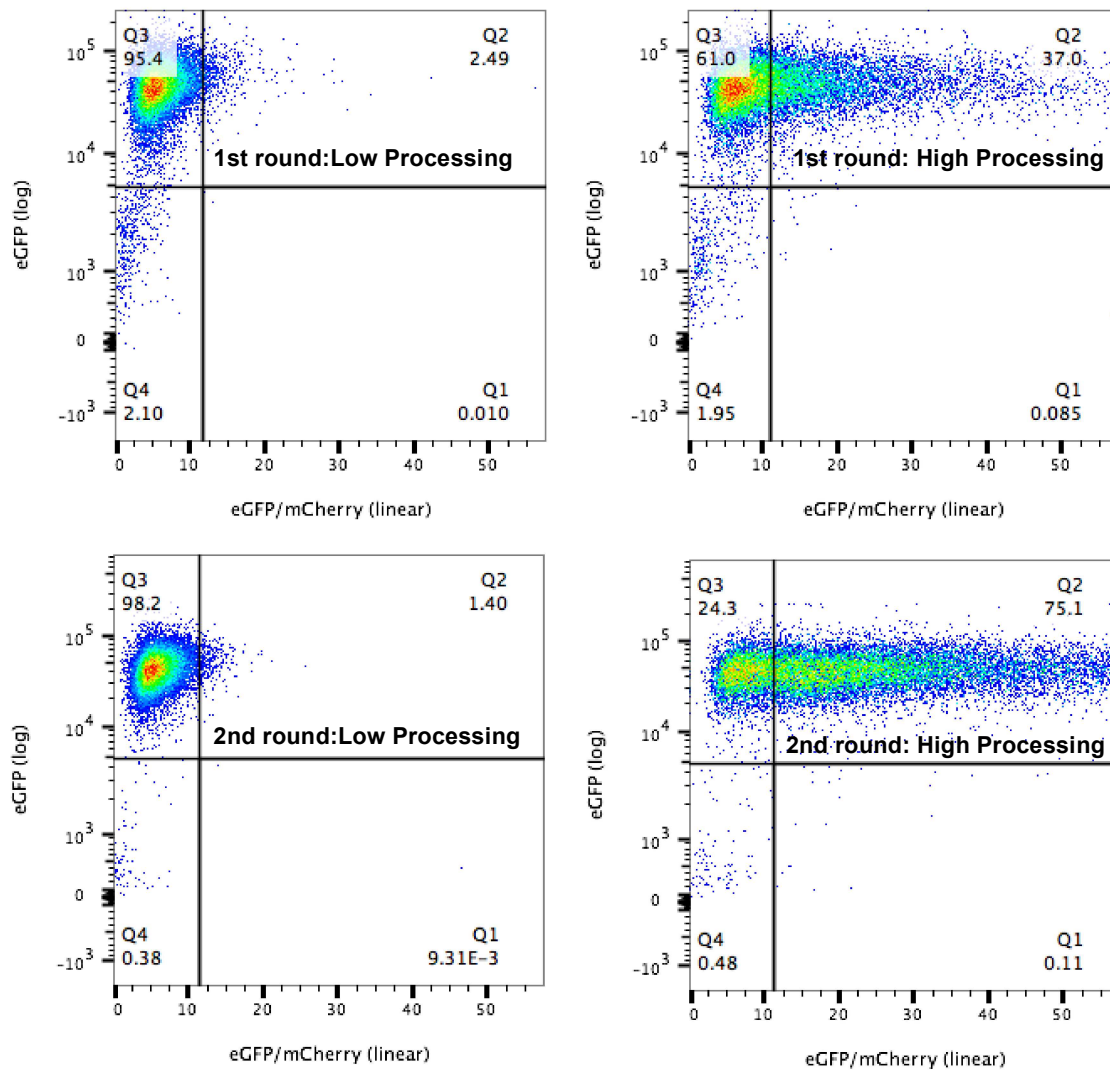 Q3
95.4
Q2
2.49
10^5
10^4
10^3
0
-10^3
eGFP (log)
1st round:Low Processing
Q4
2.10
Q1
0.010
0 10 20 30 40 50
eGFP/mCherry (linear)
Q3
61.0
Q2
37.0
10^5
10^4
10^3
0
-10^3
eGFP (log)
1st round: High Processing
Q4
1.95
Q1
0.085
0 10 20 30 40 50
eGFP/mCherry (linear)
Q3
98.2
Q2
1.40
10^5
10^4
10^3
0
-10^3
eGFP (log)
2nd round:Low Processing
Q4
0.38
Q1
9.31E-3
0 10 20 30 40 50
eGFP/mCherry (linear)
Q3
24.3
Q2
75.1
10^5
10^4
10^3
0
-10^3
eGFP (log)
2nd round: High Processing
Q4
0.48
Q1
0.11
0 10 20 30 40 50
eGFP/mCherry (linear)